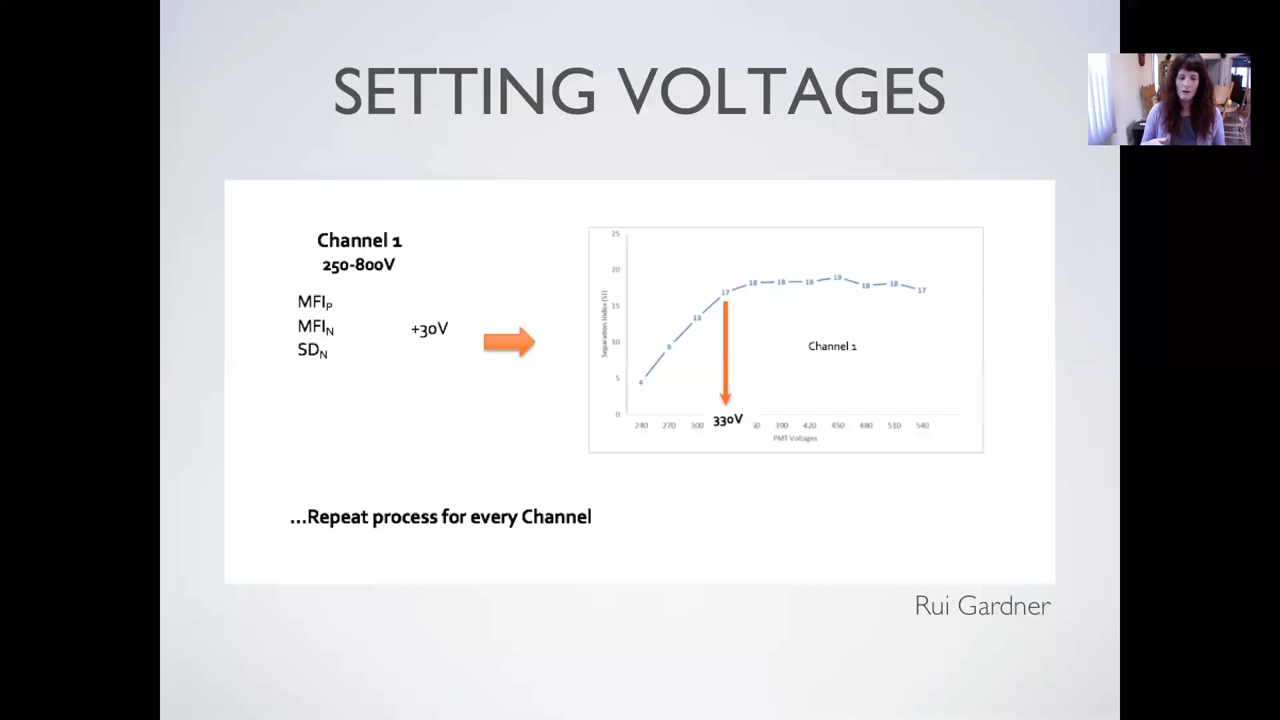 SETTING VOLTAGES
Channel 1
250-800V
MFIP
MFIN
SDN
+30V
25
20
15
10
5
0
Separation Index (SI)
4
9
13
17
18
18
18
19
18
18
17
Channel 1
330V
240
270
300
390
420
450
480
510
540
PMT Voltages
...Repeat process for every Channel
Rui Gardner